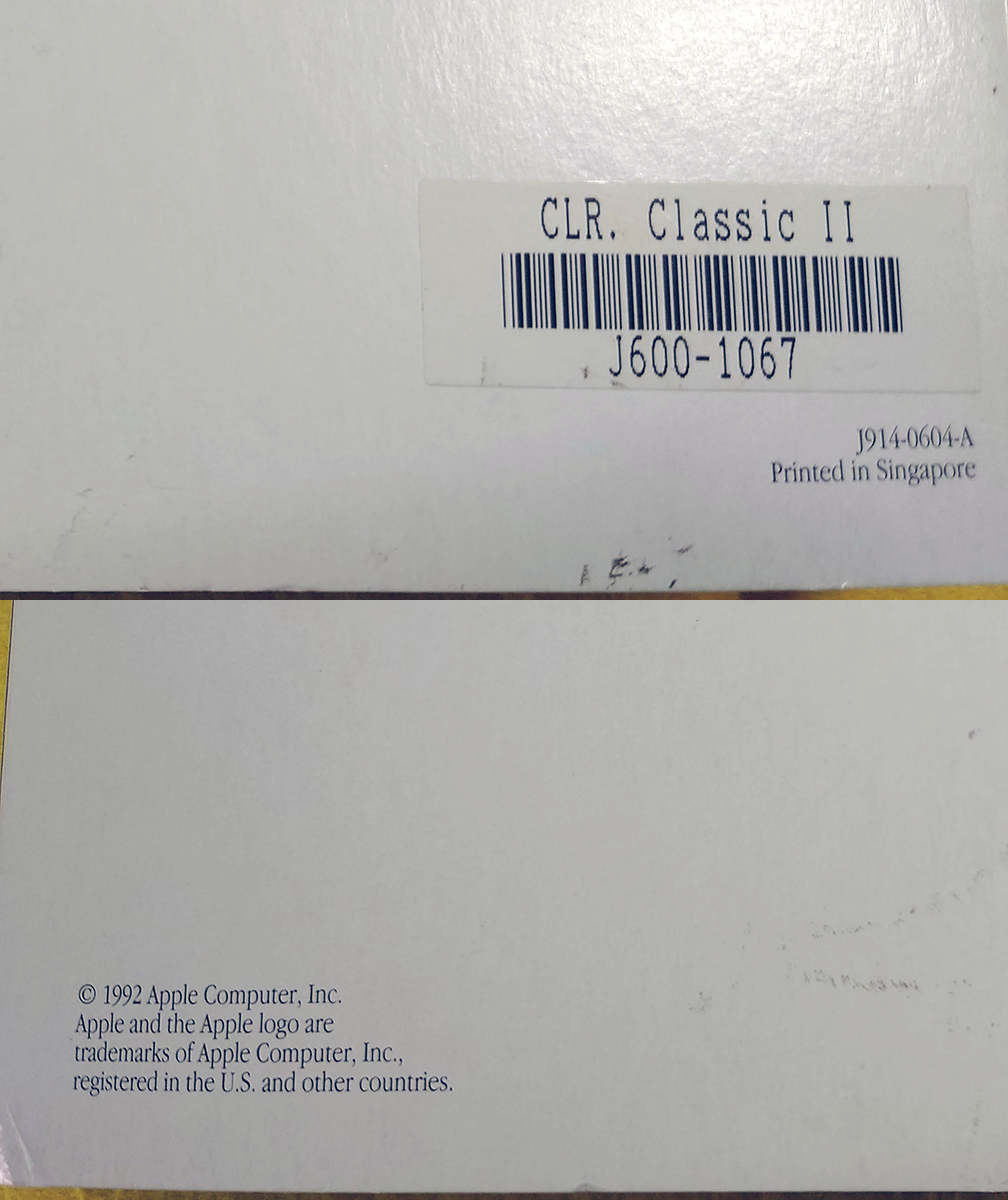 CLR. Classic II
J600-1067
J914-0604-A
Printed in Singapore
© 1992 Apple Computer, Inc.
Apple and the Apple logo are
trademarks of Apple Computer, Inc.,
registered in the U.S. and other countries.